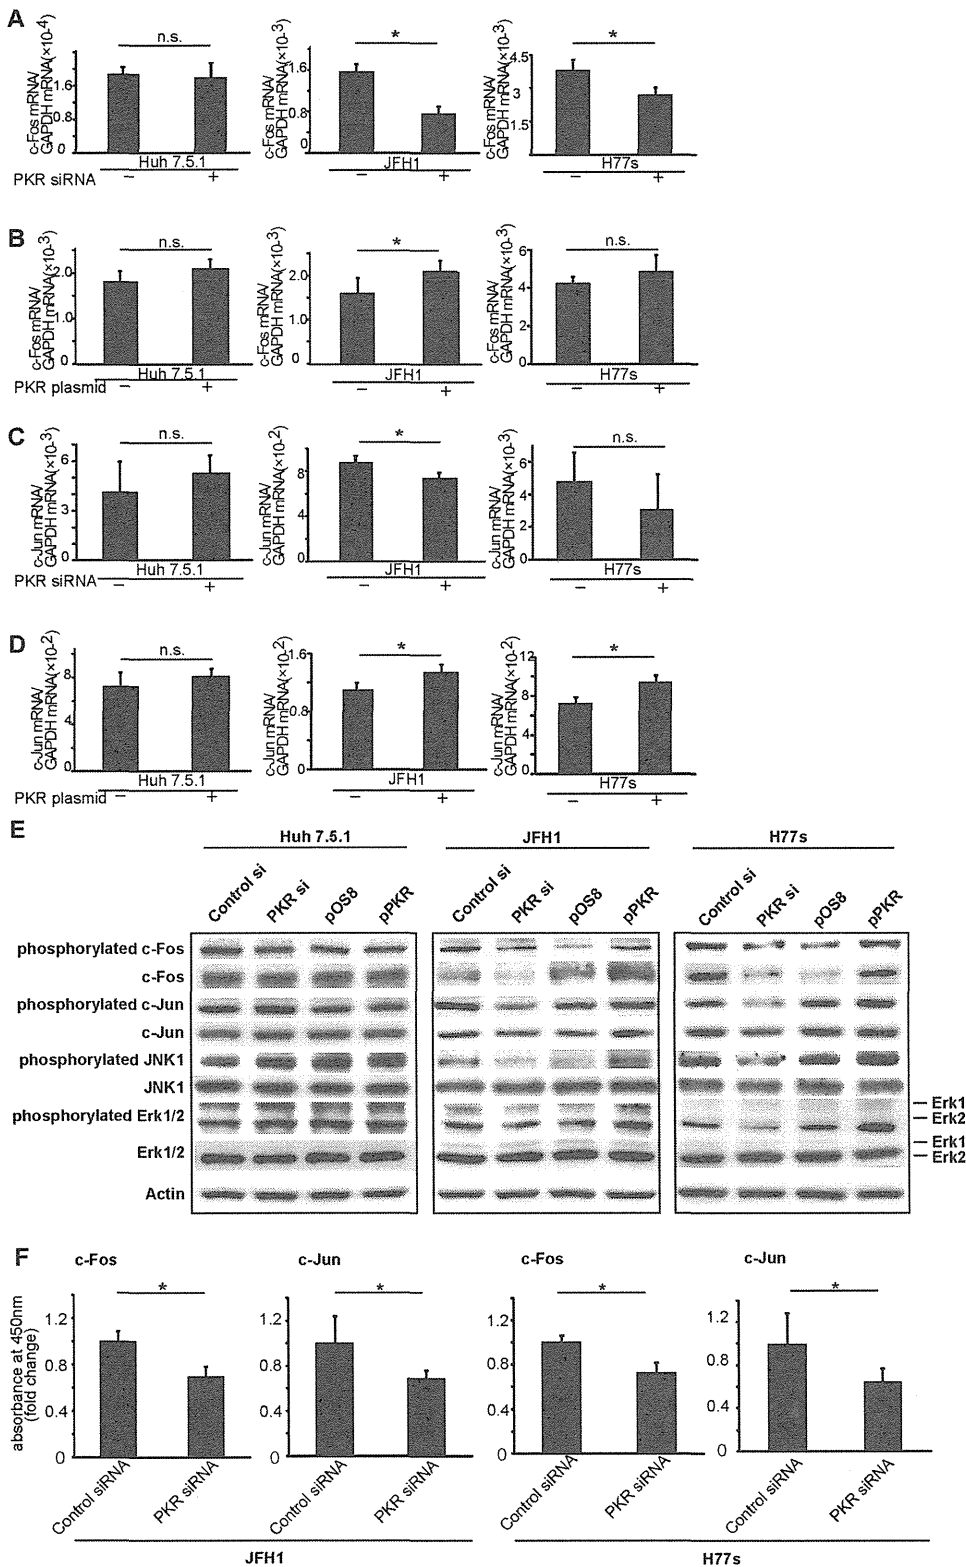 A
c-Fos mRNA/
GAPDH mRNA(×10-4)
1.6
0.8
0
n.s.
Huh 7.5.1
c-Fos mRNA/
GAPDH mRNA(×10-3)
1.6
0.8
0
*
JFH1
c-Fos mRNA/
GAPDH mRNA(×10-3)
4.5
3
1.5
*
H77s
PKR siRNA
− + − + − +
B
c-Fos mRNA/
GAPDH mRNA(×10-3)
2.0
1.0
0
n.s.
Huh 7.5.1
c-Fos mRNA/
GAPDH mRNA(×10-3)
2.0
1.0
0
*
JFH1
c-Fos mRNA/
GAPDH mRNA(×10-3)
6
4
2
0
n.s.
H77s
PKR plasmid
− + − + − +
C
c-Jun mRNA/
GAPDH mRNA(×10-3)
6
3
0
n.s.
Huh 7.5.1
c-Jun mRNA/
GAPDH mRNA(×10-2)
8
4
0
*
JFH1
c-Jun mRNA/
GAPDH mRNA(×10-3)
6
4
2
0
n.s.
H77s
PKR siRNA
− + − + − +
D
c-Jun mRNA/
GAPDH mRNA(×10-2)
8
4
0
n.s.
Huh 7.5.1
c-Jun mRNA/
GAPDH mRNA(×10-2)
1.6
0.8
0
*
JFH1
c-Jun mRNA/
GAPDH mRNA(×10-2)
12
8
4
0
*
H77s
PKR plasmid
− + − + − +
E
Huh 7.5.1 JFH1 H77s
Control si PKR si pOS8 pPKR Control si PKR si pOS8 pPKR Control si PKR si pOS8 pPKR
phosphorylated c-Fos
c-Fos
phosphorylated c-Jun
c-Jun
phosphorylated JNK1
JNK1
phosphorylated Erk1/2
Erk1/2
Actin
Erk1
Erk2
Erk1
Erk2
F
absorbance at 450nm
(fold change)
c-Fos
1.2
0.8
0.4
0
*
Control siRNA PKR siRNA
c-Jun
1.2
0.8
0.4
0
*
Control siRNA PKR siRNA
JFH1
c-Fos
1.2
0.8
0.4
0
*
Control siRNA PKR siRNA
c-Jun
1.2
0.8
0.4
0
*
Control siRNA PKR siRNA
H77s